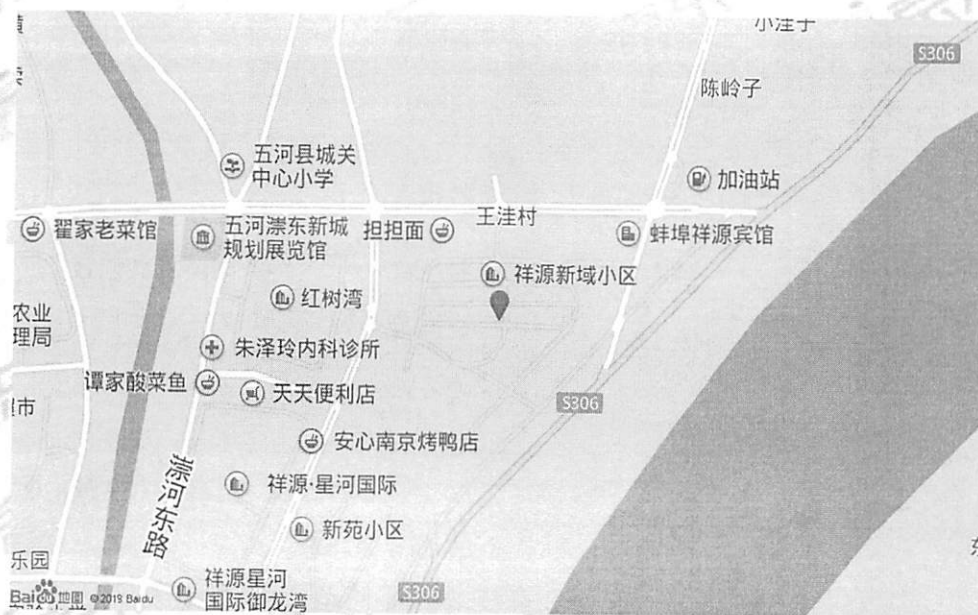 小洼子
S306
陈岭子
五河县城关
中心小学
加油站
翟家老菜馆
五河漴东新城
规划展览馆
担担面
王洼村
蚌埠祥源宾馆
祥源新域小区
红树湾
农业
理局
朱泽玲内科诊所
谭家酸菜鱼
天天便利店
S306
市
安心南京烤鸭店
漴河东路
祥源·星河国际
新苑小区
乐园
祥源星河
国际御龙湾
S306
Bai 地图 ©2019 Baidu